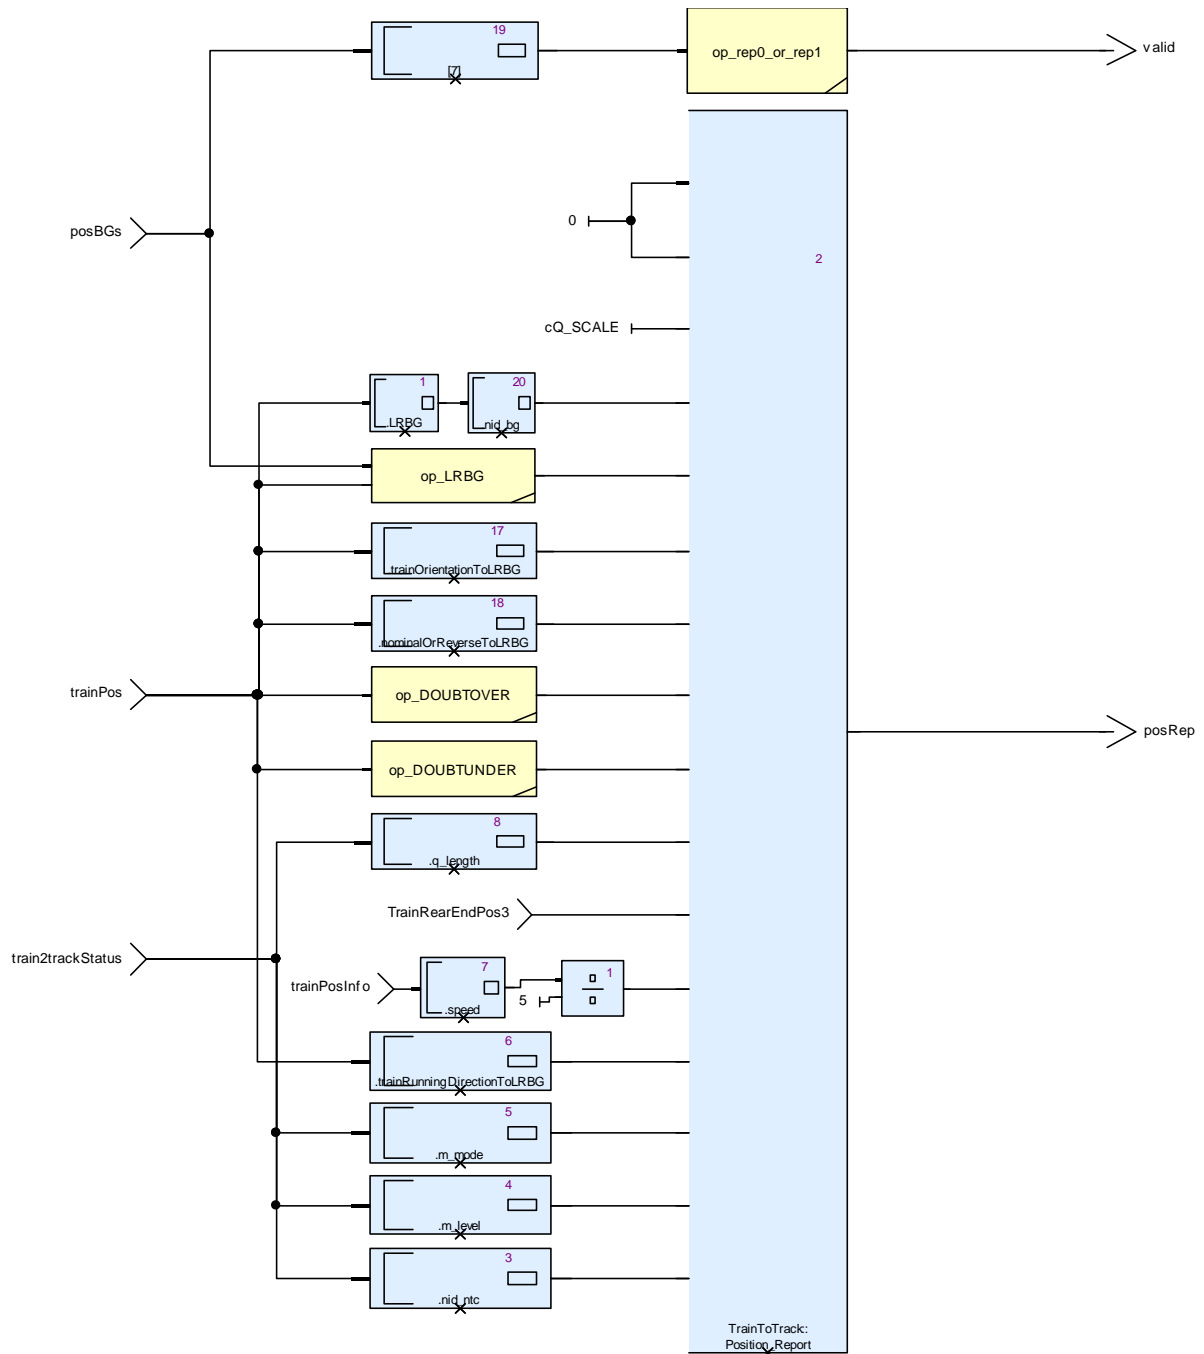 19
[7]
op_rep0_or_rep1
valid
0
posBGs
2
cQ_SCALE
1
.LRBG
20
.nid_bg
op_LRBG
17
.trainOrientationToLRBG
18
.nominalOrReverseToLRBG
trainPos
op_DOUBTOVER
posRep
op_DOUBTUNDER
8
.q_length
TrainRearEndPos3
train2trackStatus
trainPosInfo
7
.speed
5
1
6
.trainRunningDirectionToLRBG
5
.m_mode
4
.m_level
3
.nid_ntc
TrainToTrack::
Position_Report